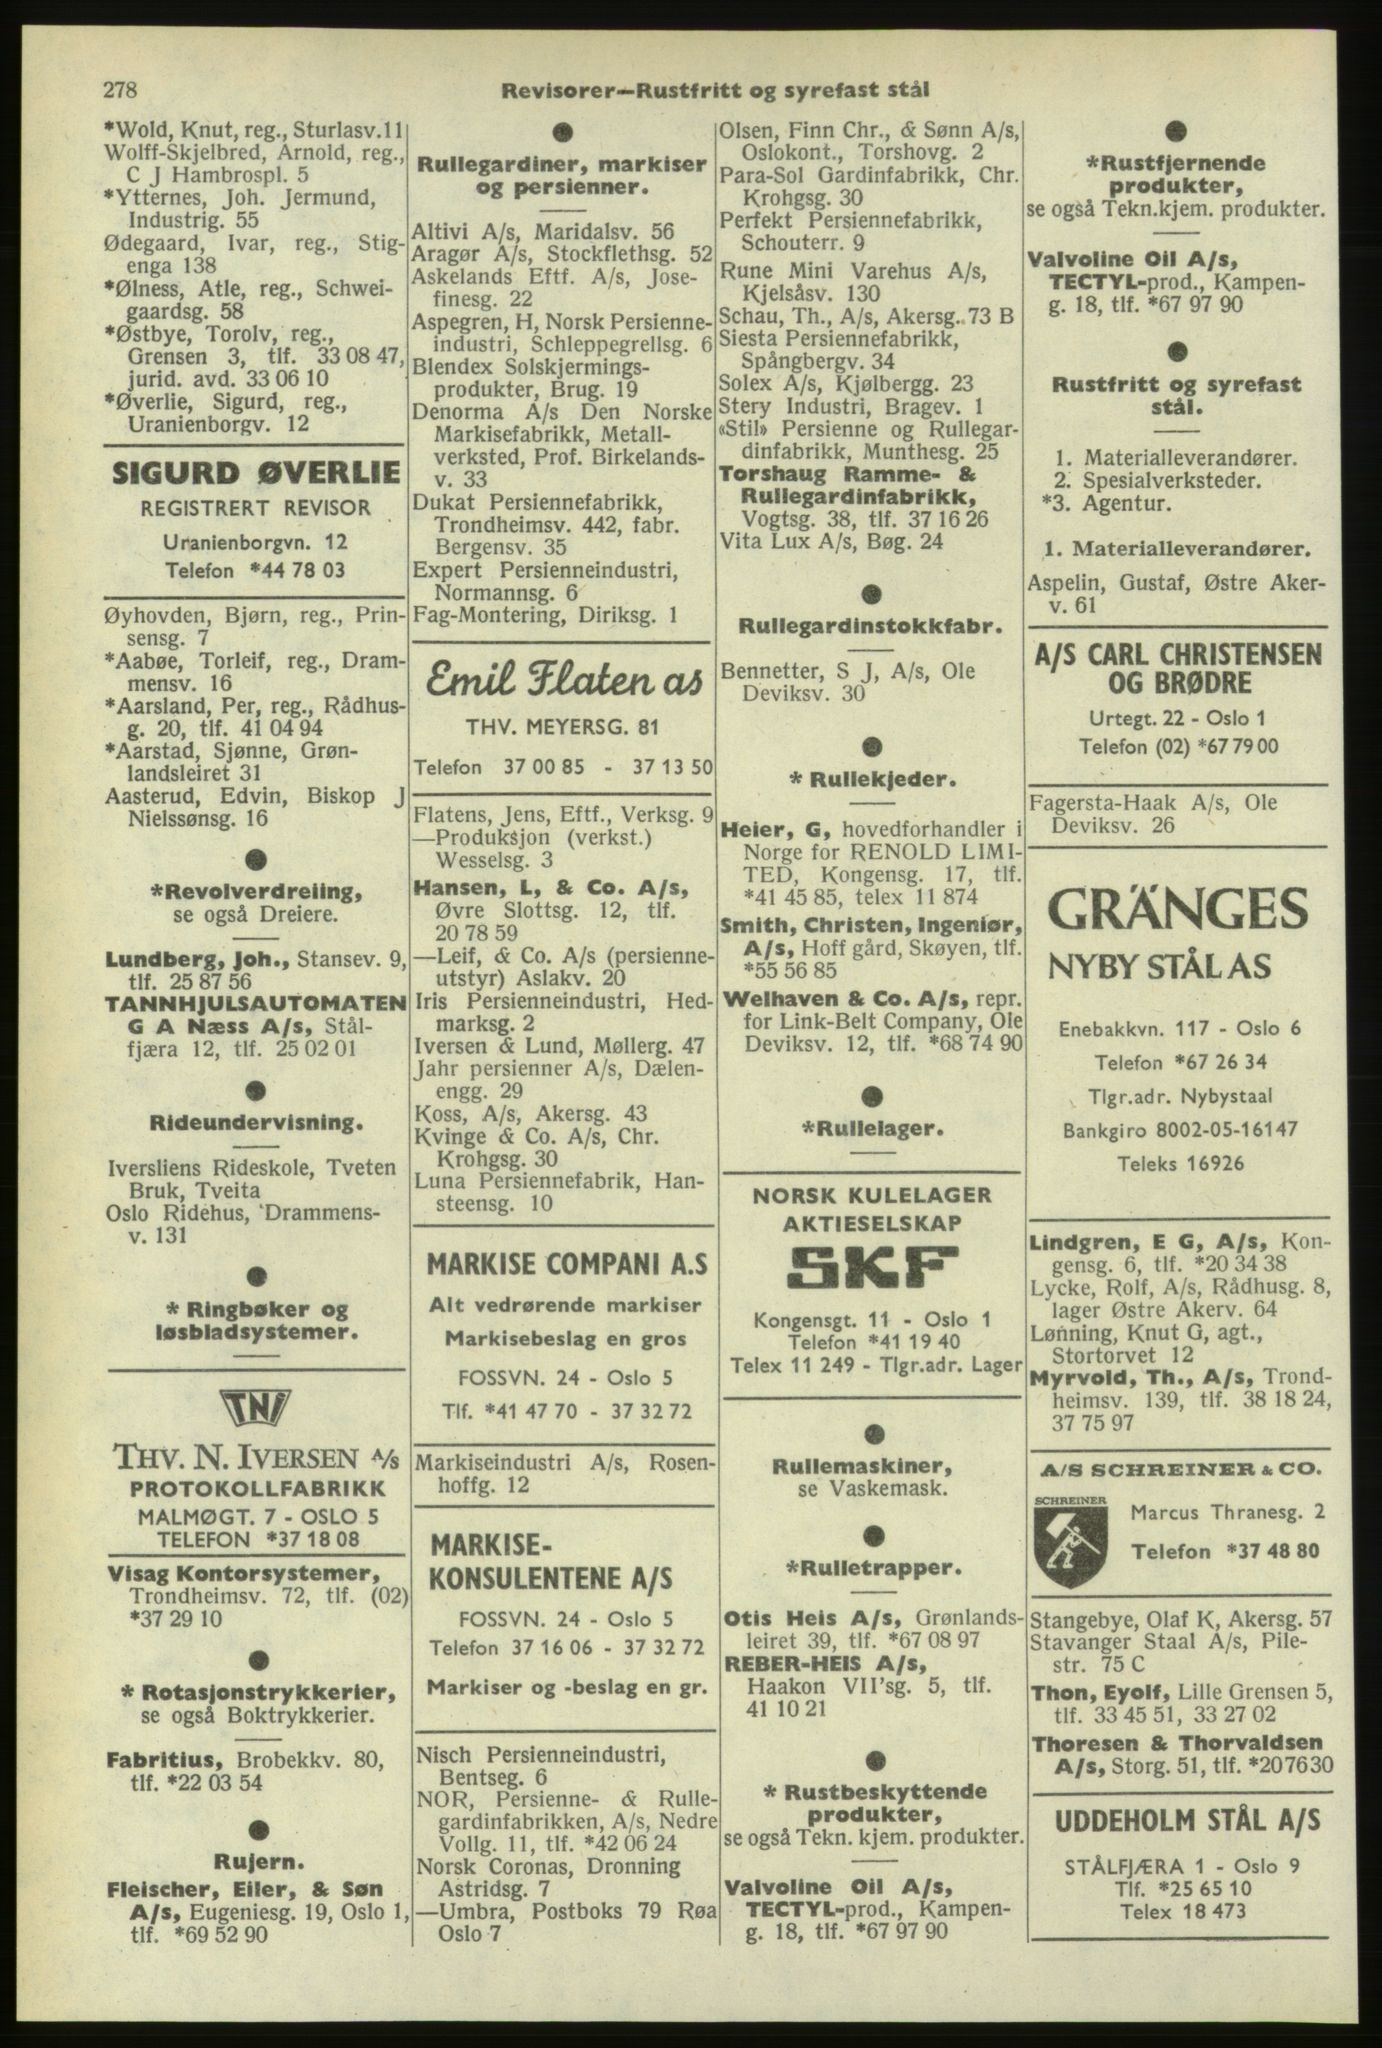 278
Revisorer—Rustfritt og syrefast stål
*Wold, Knut, reg., Sturlasv.11
Wolff-Skjelbred, Arnold, reg.,
C J Hambrospl. 5
*Ytternes, Joh. Jermund,
Industrig. 55
Ødegaard, Ivar, reg., Stig-
enga 138
*Ølness, Atle, reg., Schwei-
gaardsg. 58
*Østbye, Torolv, reg.,
Grensen 3, tlf. 33 08 47,
jurid. avd. 33 06 10
*Øverlie, Sigurd, reg.,
Uranienborgv. 12
SIGURD ØVERLIE
REGISTRERT REVISOR
Uranienborgvn. 12
Telefon *44 78 03
Øyhovden, Bjørn, reg., Prin-
sensg. 7
*Aabøe, Torleif, reg., Dram-
mensv. 16
*Aarsland, Per, reg., Rådhus-
g. 20, tlf. 41 04 94
*Aarstad, Sjønne, Grøn-
landsleiret 31
Aasterud, Edvin, Biskop J
Nielssønsg. 16
*Revolverdreiing,
se også Dreiere.
Lundberg, Joh., Stansev. 9,
tlf. 25 87 56
TANNHJULSAUTOMATEN
G A Næss A/s, Stål-
fjæra 12, tlf. 25 02 01
Rideundervisning.
Iversliens Rideskole, Tveten
Bruk, Tveita
Oslo Ridehus, Drammens-
v. 131
* Ringbøker og
løsbladsystemer.
TNI
THV. N. IVERSEN A/S
PROTOKOLLFABRIKK
MALMØGT. 7 - OSLO 5
TELEFON *37 18 08
Visag Kontorsystemer,
Trondheimsv. 72, tlf. (02)
*37 29 10
* Rotasjonstrykkerier,
se også Boktrykkerier.
Fabritius, Brobekkv. 80,
tlf. *22 03 54
Rujern.
Fleischer, Eiler, & Søn
A/s, Eugeniesg. 19, Oslo 1,
tlf. *69 52 90
Rullegardiner, markiser
og persienner.
Altivi A/s, Maridalsv. 56
Aragør A/s, Stockflethsg. 52
Askelands Eftf. A/s, Jose-
finesg. 22
Aspegren, H, Norsk Persienne-
industri, Schleppegrellsg. 6
Blendex Solskjermings-
produkter, Brug. 19
Denorma A/s Den Norske
Markisefabrikk, Metall-
verksted, Prof. Birkelands-
v. 33
Dukat Persiennefabrikk,
Trondheimsv. 442, fabr.
Bergensv. 35
Expert Persienneindustri,
Normannsg. 6
Fag-Montering, Diriksg. 1
Emil Flaten as
THV. MEYERSG. 81
Telefon 37 00 85 - 37 13 50
Flatens, Jens, Eftf., Verksg. 9
—Produksjon (verkst.)
Wesselsg. 3
Hansen, L, & Co. A/s,
Øvre Slottsg. 12, tlf.
20 78 59
—Leif, & Co. A/s (persienne-
utstyr) Aslakv. 20
Iris Persienneindustri, Hed-
marksg. 2
Iversen & Lund, Møllerg. 47
Jahr persienner A/s, Dælen-
engg. 29
Koss, A/s, Akersg. 43
Kvinge & Co. A/s, Chr.
Krohgsg. 30
Luna Persiennefabrik, Han-
steensg. 10
MARKISE COMPANI A.S
Alt vedrørende markiser
Markisebeslag en gros
FOSSVN. 24 - Oslo 5
Tlf. *41 47 70 - 37 32 72
Markiseindustri A/s, Rosen-
hoffg. 12
MARKISE-
KONSULENTENE A/S
FOSSVN. 24 - Oslo 5
Telefon 37 16 06 - 37 32 72
Markiser og -beslag en gr.
Nisch Persienneindustri,
Bentseg. 6
NOR, Persienne- & Rulle-
gardinfabrikken, A/s, Nedre
Vollg. 11, tlf. *42 06 24
Norsk Coronas, Dronning
Astridsg. 7
—Umbra, Postboks 79 Røa
Oslo 7
Olsen, Finn Chr., & Sønn A/s,
Oslokont., Torshovg. 2
Para-Sol Gardinfabrikk, Chr.
Krohgsg. 30
Perfekt Persiennefabrikk,
Schouterr. 9
Rune Mini Varehus A/s,
Kjelsåsv. 130
Schau, Th., A/s, Akersg. 73 B
Siesta Persiennefabrikk,
Spångbergv. 34
Solex A/s, Kjølbergg. 23
Stery Industri, Bragev. 1
«Stil» Persienne og Rullegar-
dinfabrikk, Munthesg. 25
Torshaug Ramme- &
Rullegardinfabrikk,
Vogtsg. 38, tlf. 37 16 26
Vita Lux A/s, Bøg. 24
Rullegardinstokkfabr.
Bennetter, S J, A/s, Ole
Deviksv. 30
* Rullekjeder.
Heier, G, hovedforhandler i
Norge for RENOLD LIMI-
TED, Kongensg. 17, tlf.
*41 45 85, telex 11 874
Smith, Christen, Ingeniør,
A/s, Hoff gård, Skøyen, tlf.
*55 56 85
Welhaven & Co. A/s, repr.
for Link-Belt Company, Ole
Deviksv. 12, tlf. *68 74 90
*Rullelager.
NORSK KULELAGER
AKTIESELSKAP
SKF
Kongensgt. 11 - Oslo 1
Telefon *41 19 40
Telex 11 249 - Tlgr.adr. Lager
Rullemaskiner,
se Vaskemask.
*Rulletrapper.
Otis Heis A/s, Grønlands-
leiret 39, tlf. *67 08 97
REBER-HEIS A/s,
Haakon VII'sg. 5, tlf.
41 10 21
* Rustbeskyttende
produkter,
se også Tekn. kjem. produkter.
Valvoline Oil A/s,
TECTYL-prod., Kampen-
g. 18, tlf. *67 97 90
*Rustfjernende
produkter,
se også Tekn.kjem. produkter.
Valvoline Oil A/s,
TECTYL-prod., Kampen-
g. 18, tlf. *67 97 90
Rustfritt og syrefast
stål.
1. Materialleverandører.
2. Spesialverksteder.
*3. Agentur.
1. Materialleverandører.
Aspelin, Gustaf, Østre Aker-
v. 61
A/S CARL CHRISTENSEN
OG BRØDRE
Urtegt. 22 - Oslo 1
Telefon (02) *67 79 00
Fagersta-Haak A/s, Ole
Deviksv. 26
GRÄNGES
NYBY STÅL AS
Enebakkvn. 117 - Oslo 6
Telefon *67 26 34
Tlgr.adr. Nybystaal
Bankgiro 8002-05-16147
Teleks 16926
Lindgren, E G, A/s, Kon-
gensg. 6, tlf. *20 34 38
Lycke, Rolf, A/s, Rådhusg. 8,
lager Østre Akerv. 64
Lønning, Knut G, agt.,
Stortorvet 12
Myrvold, Th., A/s, Trond-
heimsv. 139, tlf. 38 18 24,
37 75 97
A/S SCHREINER & CO.
SCHREINER
Marcus Thranesg. 2
Telefon *37 48 80
Stangebye, Olaf K, Akersg. 57
Stavanger Staal A/s, Pile-
str. 75 C
Thon, Eyolf, Lille Grensen 5,
tlf. 33 45 51, 33 27 02
Thoresen & Thorvaldsen
A/s, Storg. 51, tlf. *207630
UDDEHOLM STÅL A/S
STÅLFJÆRA 1 - Oslo 9
Tlf. *25 65 10
Telex 18 473